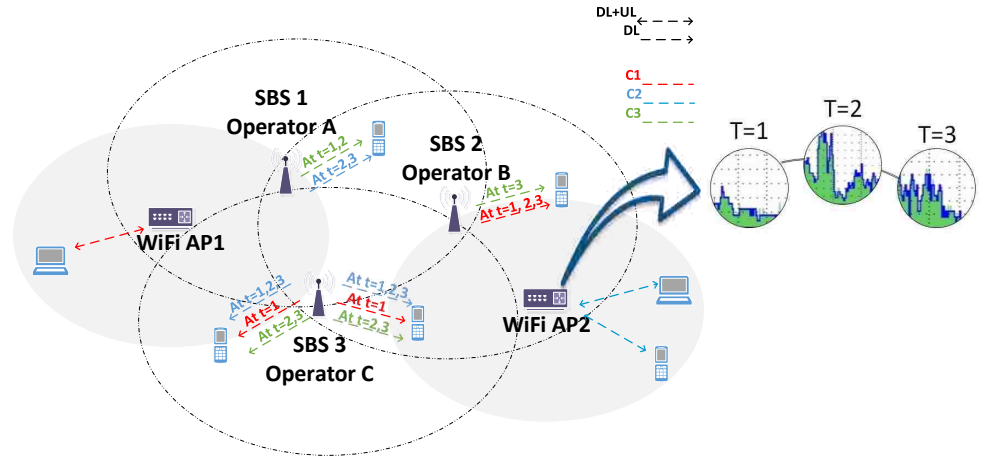 DL+UL
DL
C1
C2
C3
T=1
T=2
T=3
SBS 1
Operator A
At t=1,2
At t=2,3
SBS 2
Operator B
At t=3
At t=1, 2,3
WiFi AP1
At t=1,2,3
At t=1
At t=2,3
At t=1,2,3
At t=1
At t=2,3
SBS 3
Operator C
WiFi AP2